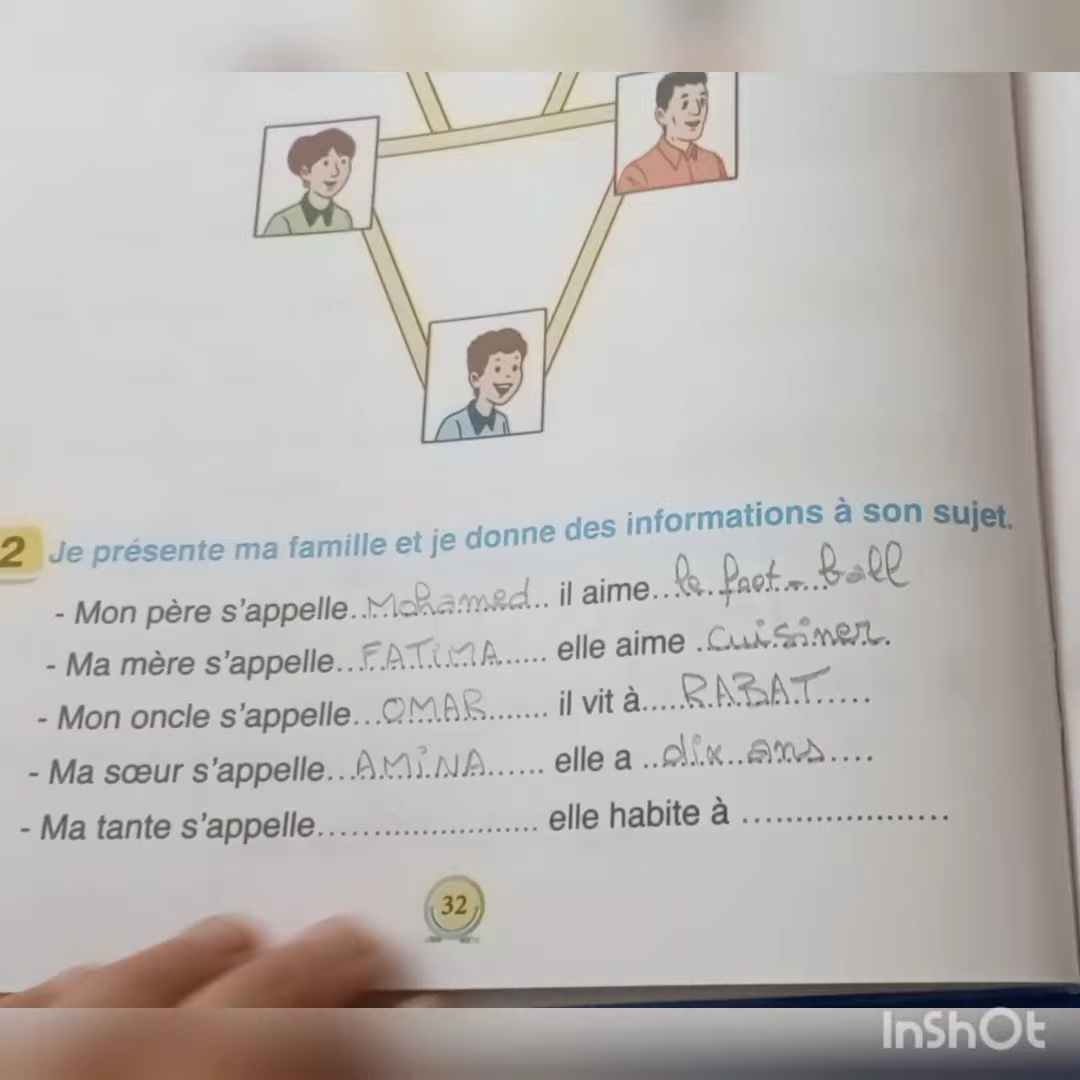 2 Je présente ma famille et je donne des informations à son sujet.
- Mon père s'appelle...Mohamed... il aime...le foot-ball
- Ma mère s'appelle...FATIMA...... elle aime .cuisiner.
- Mon oncle s'appelle...OMAR....... il vit à.....RABAT.....
- Ma sœur s'appelle...AMINA...... elle a ..dix..ans....
- Ma tante s'appelle...................... elle habite à ....................
32
InShOt